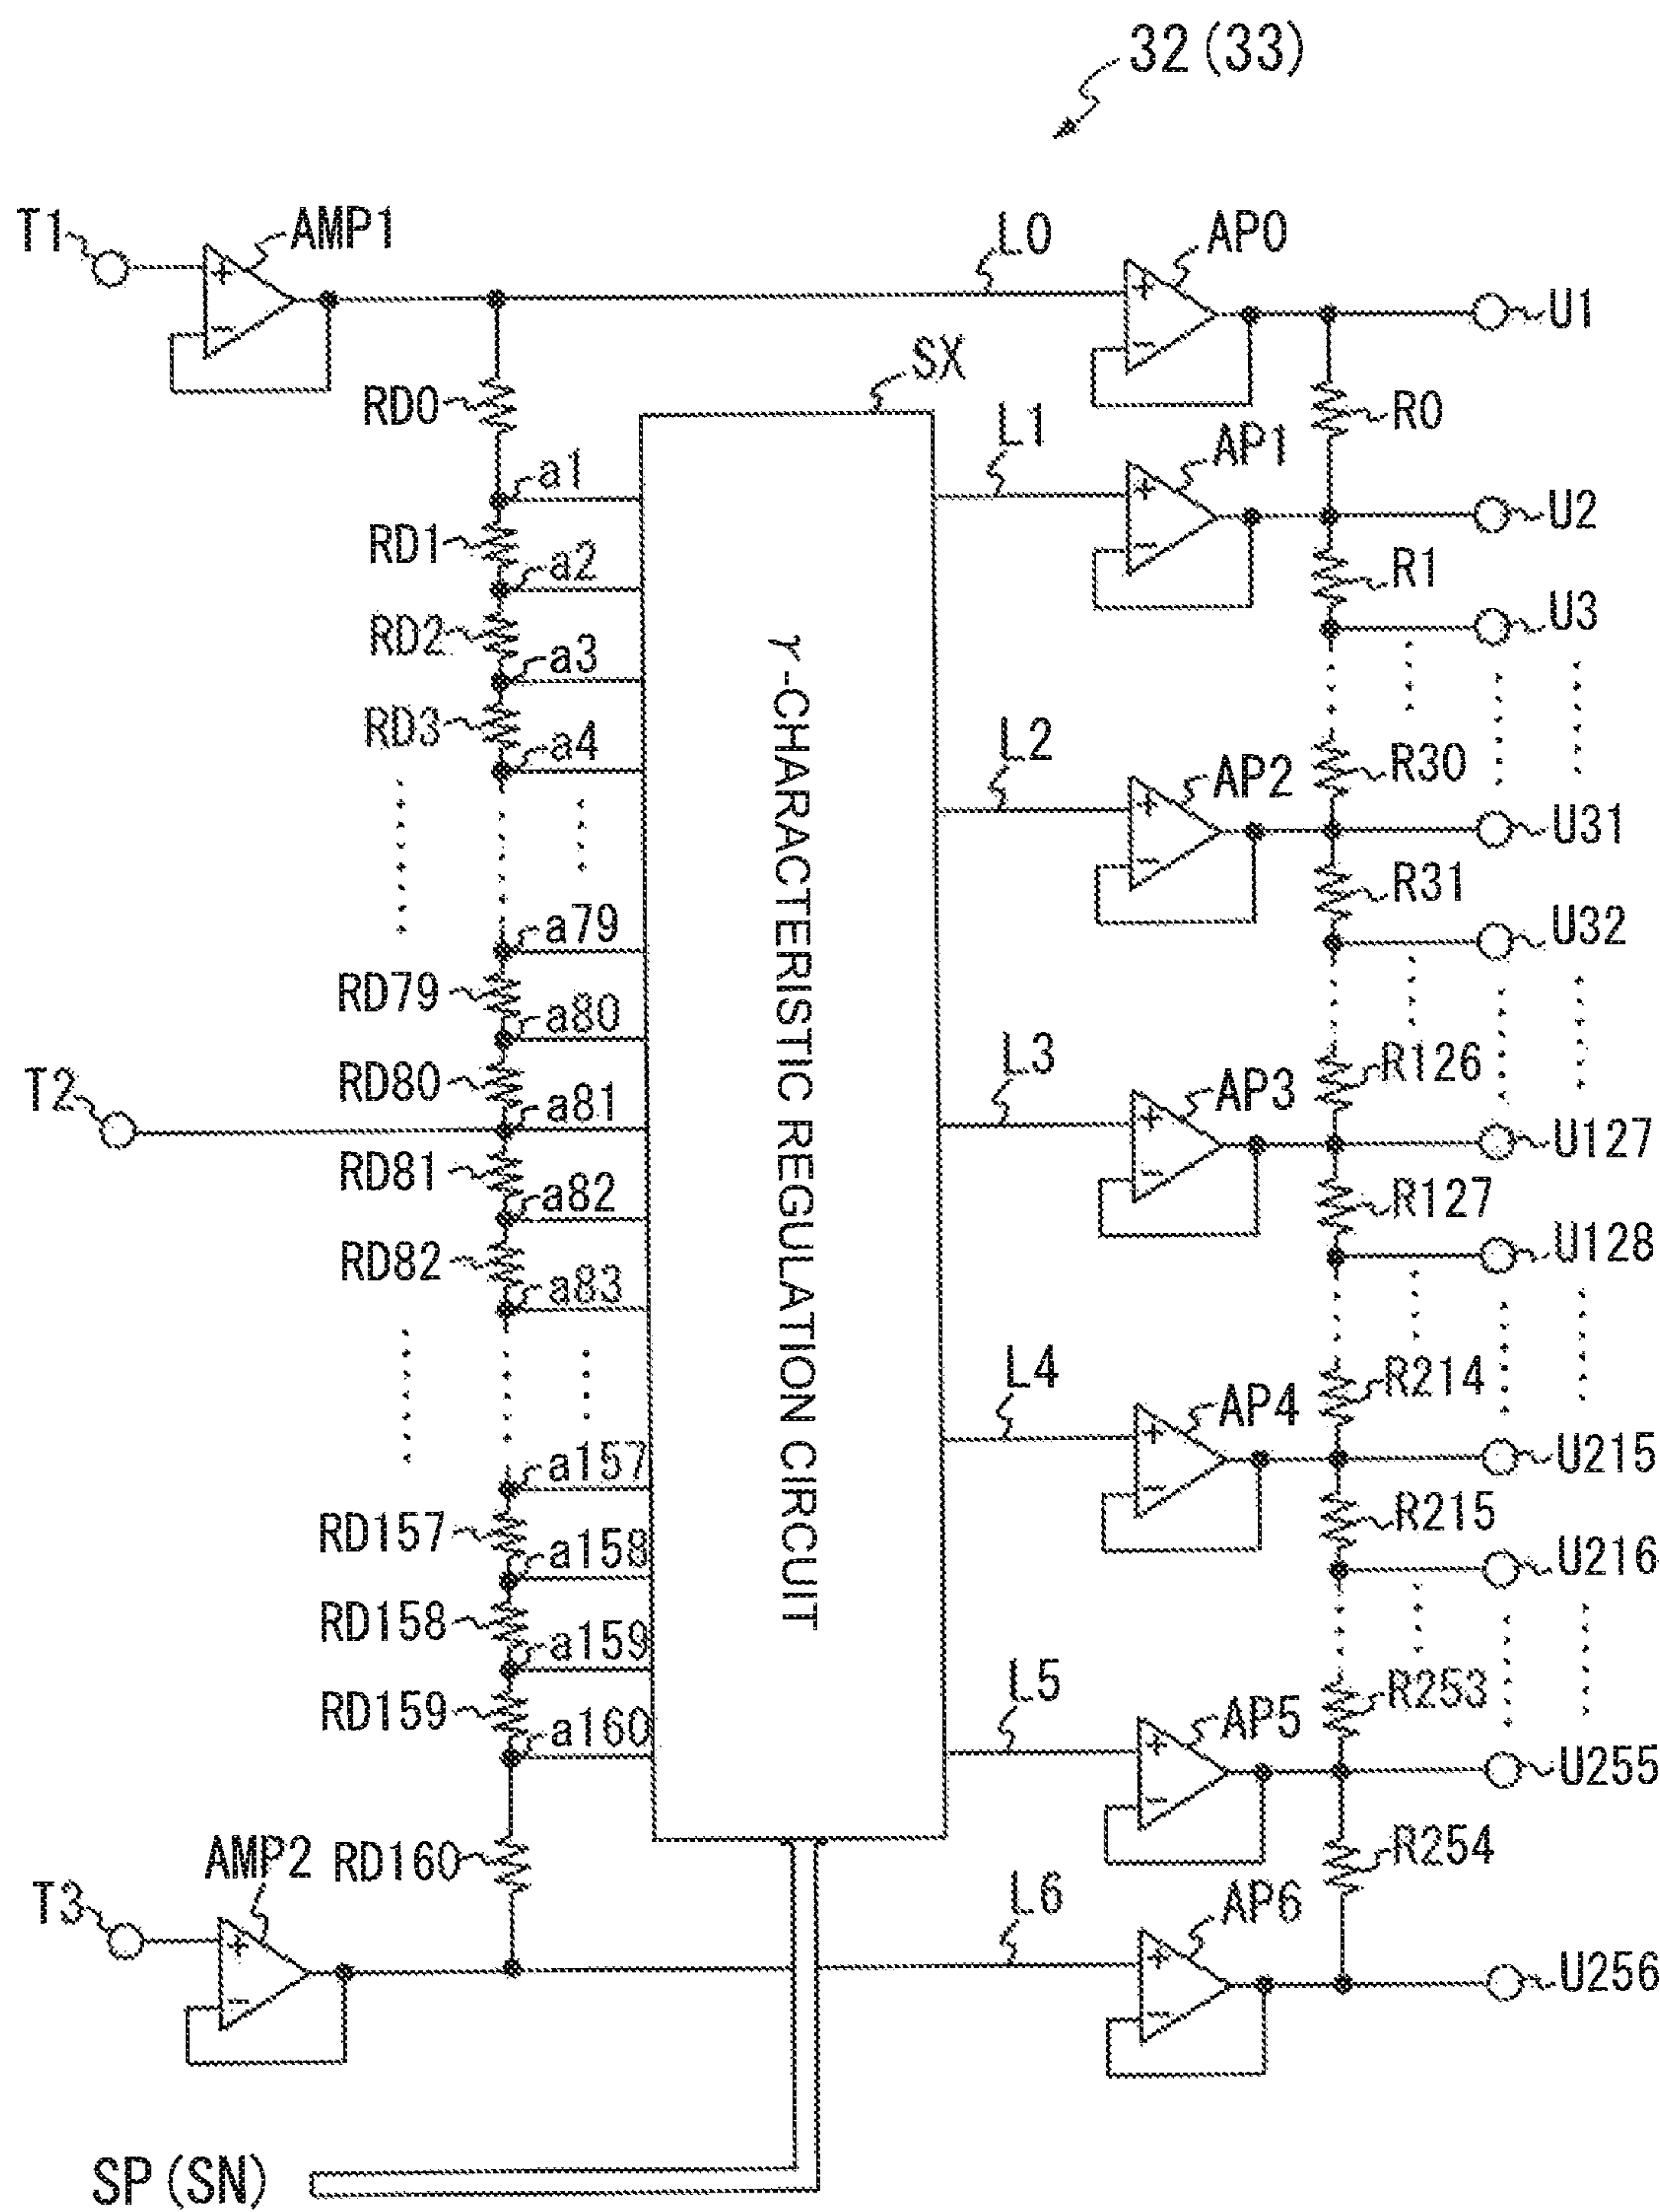 32 (33)
T1
AMP1
L0
AP0
U1
RD0
SX
R0
a1
L1
AP1
U2
RD1
a2
R1
U3
RD2
a3
RD3
a4
L2
AP2
R30
U31
R31
a79
U32
RD79
a80
L3
R126
T2
RD80
a81
AP3
U127
RD81
a82
R127
RD82
a83
U128
L4
AP4
R214
a157
U215
RD157
a158
R215
U216
RD158
a159
L5
R253
RD159
a160
AP5
U255
AMP2
RD160
R254
T3
L6
AP6
U256
γ-CHARACTERISTIC REGULATION CIRCUIT
SP (SN)
+
−
+
−
+
−
+
−
+
−
+
−
+
−
+
−
+
−